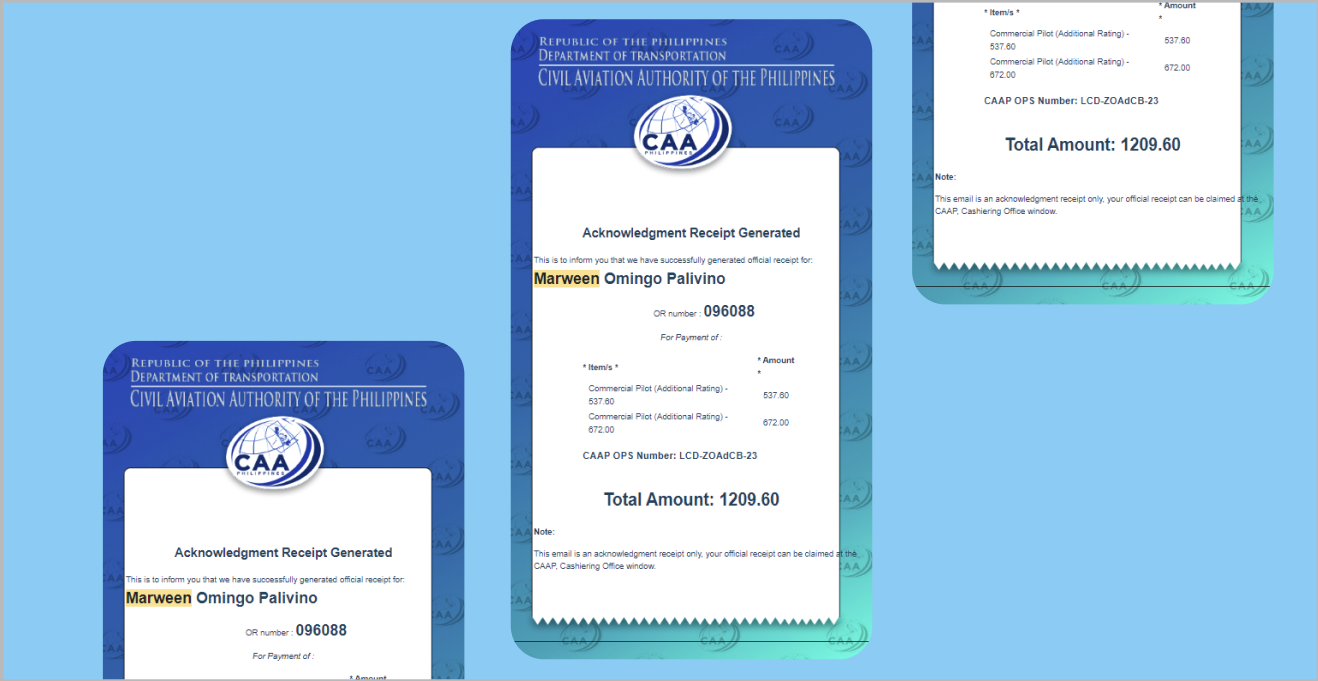 REPUBLIC OF THE PHILIPPINES
DEPARTMENT OF TRANSPORTATION
CIVIL AVIATION AUTHORITY OF THE PHILIPPINES
CAA
PHILIPPINES
Acknowledgment Receipt Generated
This is to inform you that we have successfully generated official receipt for:
Marween Omingo Palivino
OR number : 096088
For Payment of :
* Amount
REPUBLIC OF THE PHILIPPINES
DEPARTMENT OF TRANSPORTATION
CIVIL AVIATION AUTHORITY OF THE PHILIPPINES
CAA
PHILIPPINES
Acknowledgment Receipt Generated
This is to inform you that we have successfully generated official receipt for:
Marween Omingo Palivino
OR number : 096088
For Payment of :
* Item/s * * Amount
*
Commercial Pilot (Additional Rating) -
537.60 537.60
Commercial Pilot (Additional Rating) -
672.00 672.00
CAAP OPS Number: LCD-ZOAdCB-23
Total Amount: 1209.60
Note:
This email is an acknowledgment receipt only, your official receipt can be claimed at the
CAAP, Cashiering Office window.
* Item/s * * Amount
*
Commercial Pilot (Additional Rating) -
537.60 537.60
Commercial Pilot (Additional Rating) -
672.00 672.00
CAAP OPS Number: LCD-ZOAdCB-23
Total Amount: 1209.60
Note:
This email is an acknowledgment receipt only, your official receipt can be claimed at the
CAAP, Cashiering Office window.